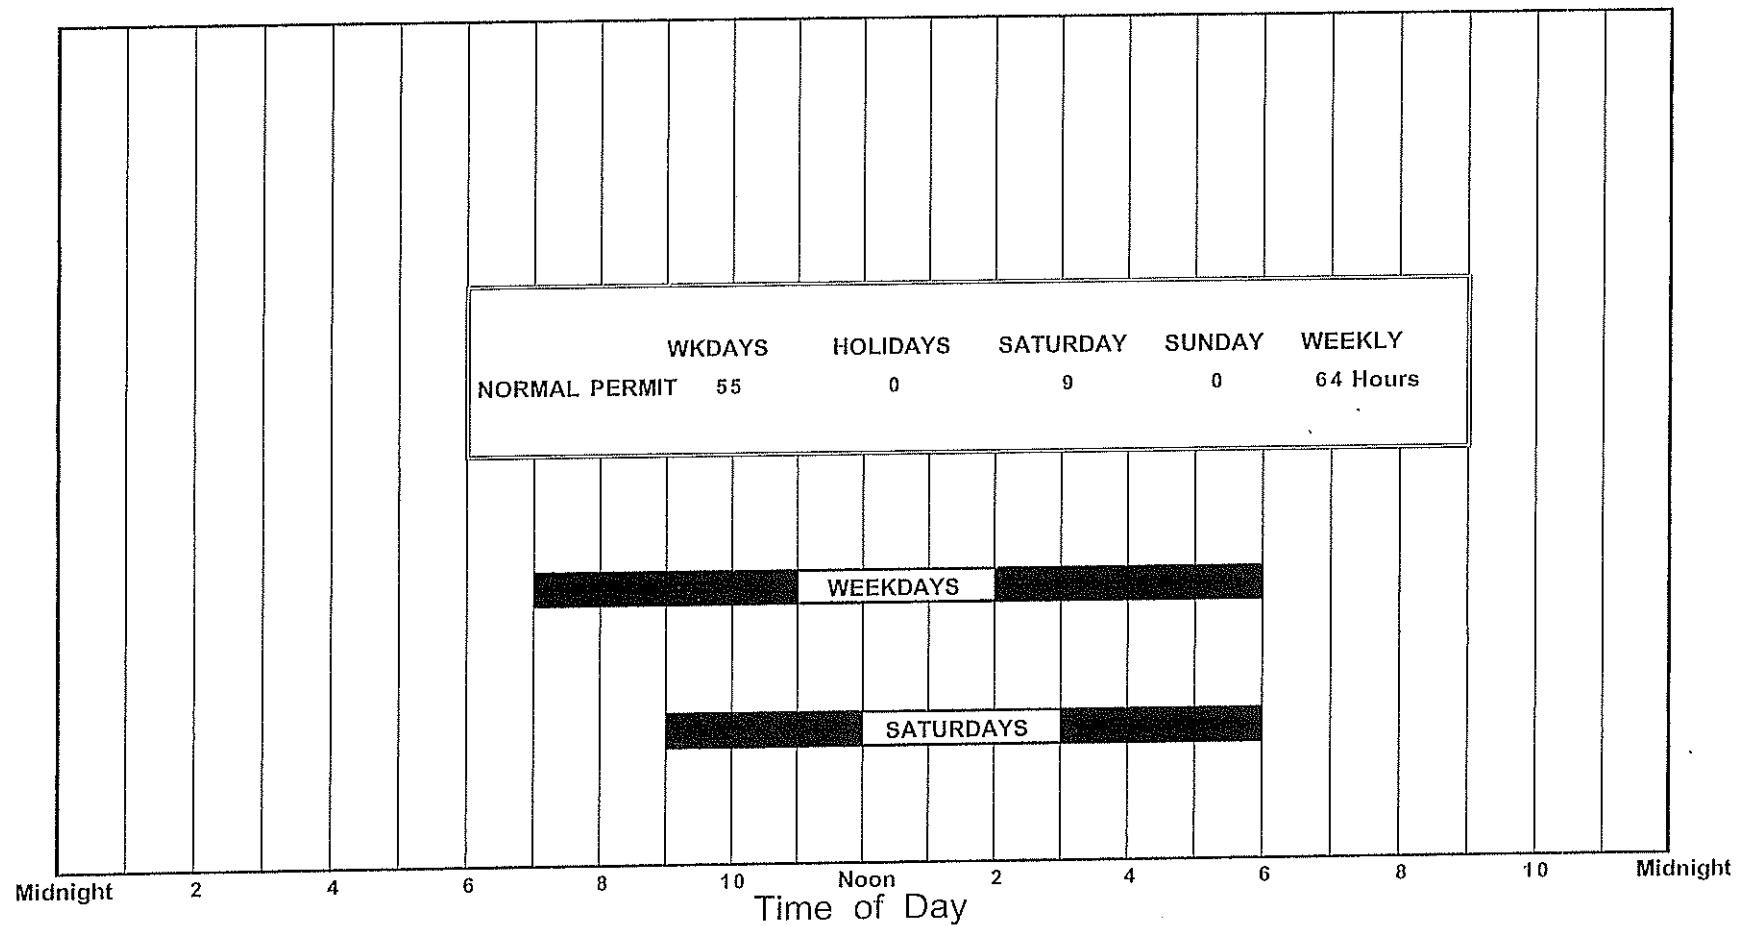 WKDAYS HOLIDAYS SATURDAY SUNDAY WEEKLY
NORMAL PERMIT 55 0 9 0 64 Hours
WEEKDAYS
SATURDAYS
Midnight 2 4 6 8 10 Noon 2 4 6 8 10 Midnight
Time of Day